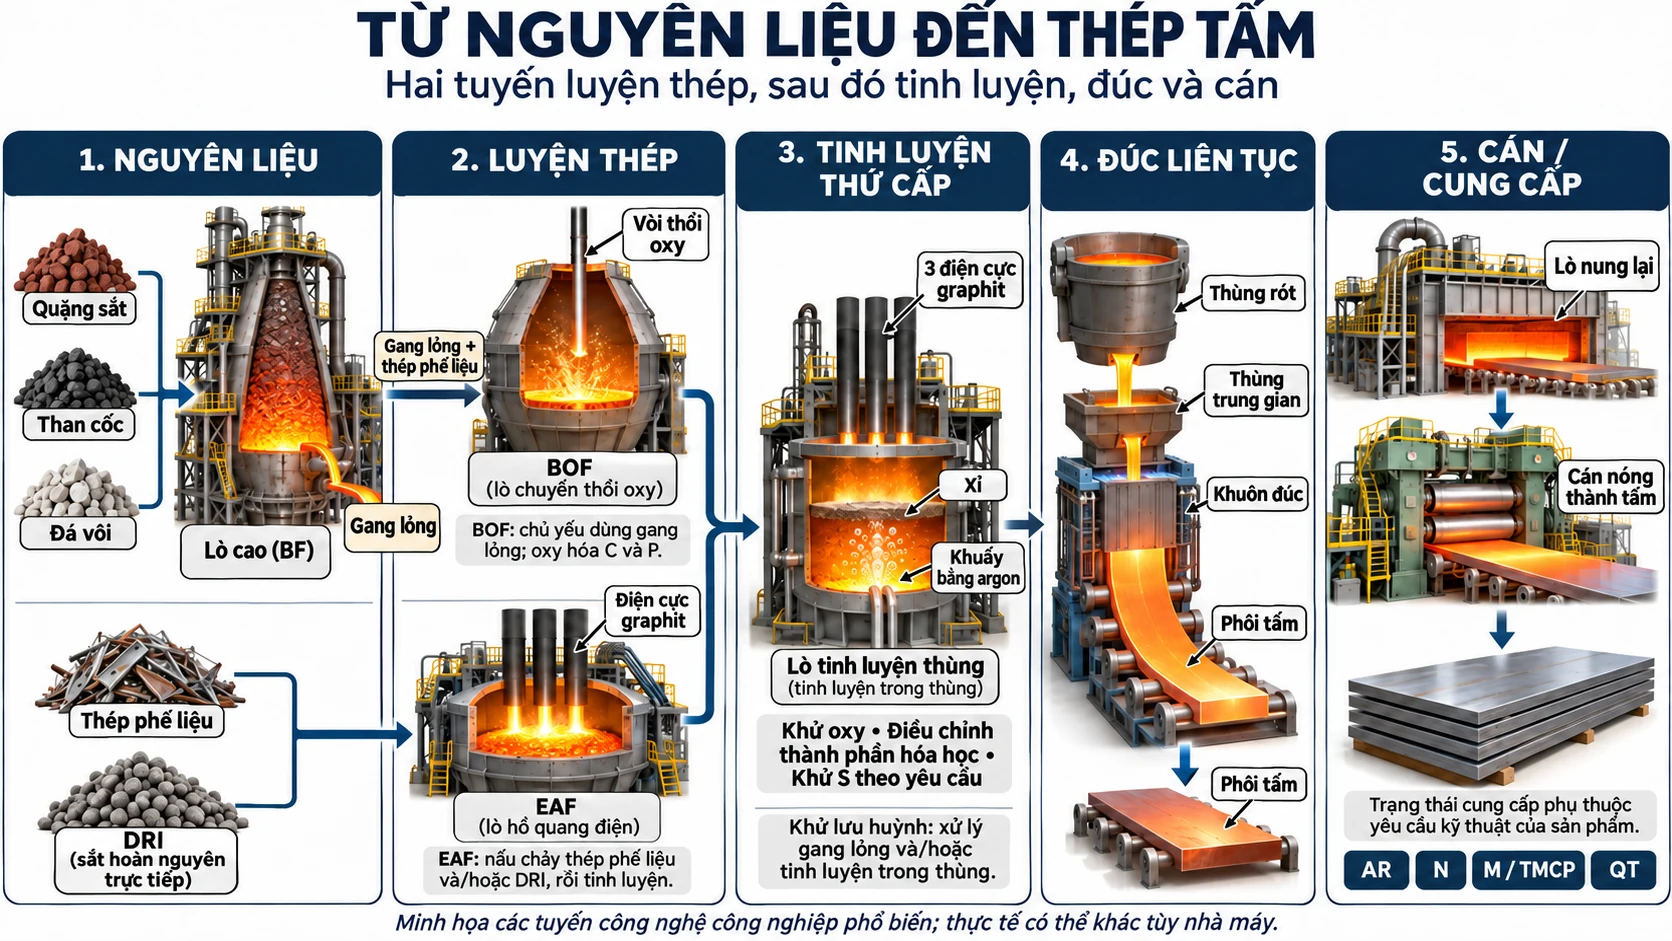 TỪ NGUYÊN LIỆU ĐẾN THÉP TẤM
Hai tuyến luyện thép, sau đó tinh luyện, đúc và cán
1. NGUYÊN LIỆU
Quặng sắt
Than cốc
Đá vôi
Lò cao (BF)
Gang lỏng
Thép phế liệu
DRI
(sắt hoàn nguyên
trực tiếp)
2. LUYỆN THÉP
Vòi thổi
oxy
Gang lỏng +
thép phế liệu
BOF
(lò chuyển thổi oxy)
BOF: chủ yếu dùng gang
lỏng; oxy hóa C và P.
Điện cực
graphit
EAF
(lò hồ quang điện)
EAF: nấu chảy thép phế liệu
và/hoặc DRI, rồi tinh luyện.
3. TINH LUYỆN
THỨ CẤP
3 điện cực
graphit
Xỉ
Khuấy
bằng argon
Lò tinh luyện thùng
(tinh luyện trong thùng)
Khử oxy • Điều chỉnh
thành phần hóa học •
Khử S theo yêu cầu
Khử lưu huỳnh: xử lý
gang lỏng và/hoặc
tinh luyện trong thùng.
4. ĐÚC LIÊN TỤC
Thùng rót
Thùng
trung gian
Khuôn đúc
Phôi tấm
Phôi tấm
5. CÁN /
CUNG CẤP
Lò nung lại
Cán nóng
thành tấm
Trạng thái cung cấp phụ thuộc
yêu cầu kỹ thuật của sản phẩm.
AR
N
M / TMCP
QT
Minh họa các tuyến công nghệ công nghiệp phổ biến; thực tế có thể khác tùy nhà máy.